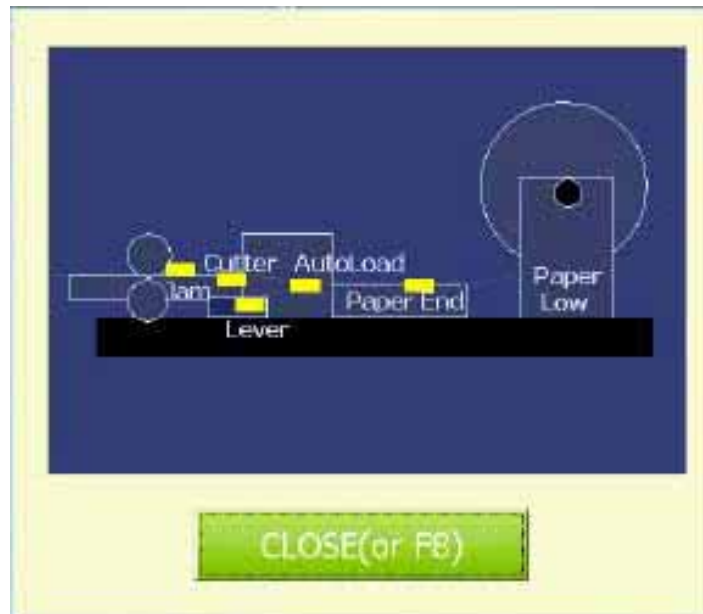 Cutter AutoLoad
Jam
Paper End
Paper
Low
Lever
CLOSE(or F8)